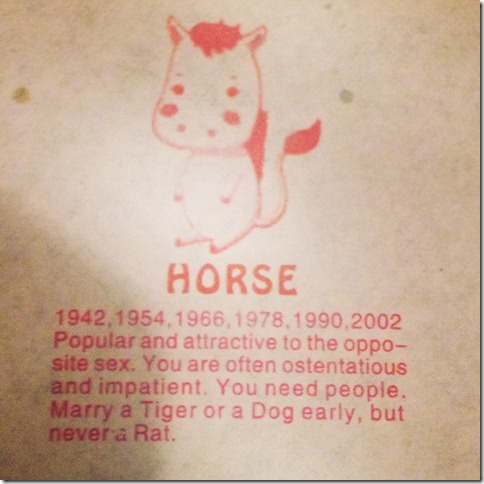 HORSE
1942,1954,1966,1978,1990,2002
Popular and attractive to the oppo-
site sex. You are often ostentatious
and impatient. You need people.
Marry a Tiger or a Dog early, but
never a Rat.